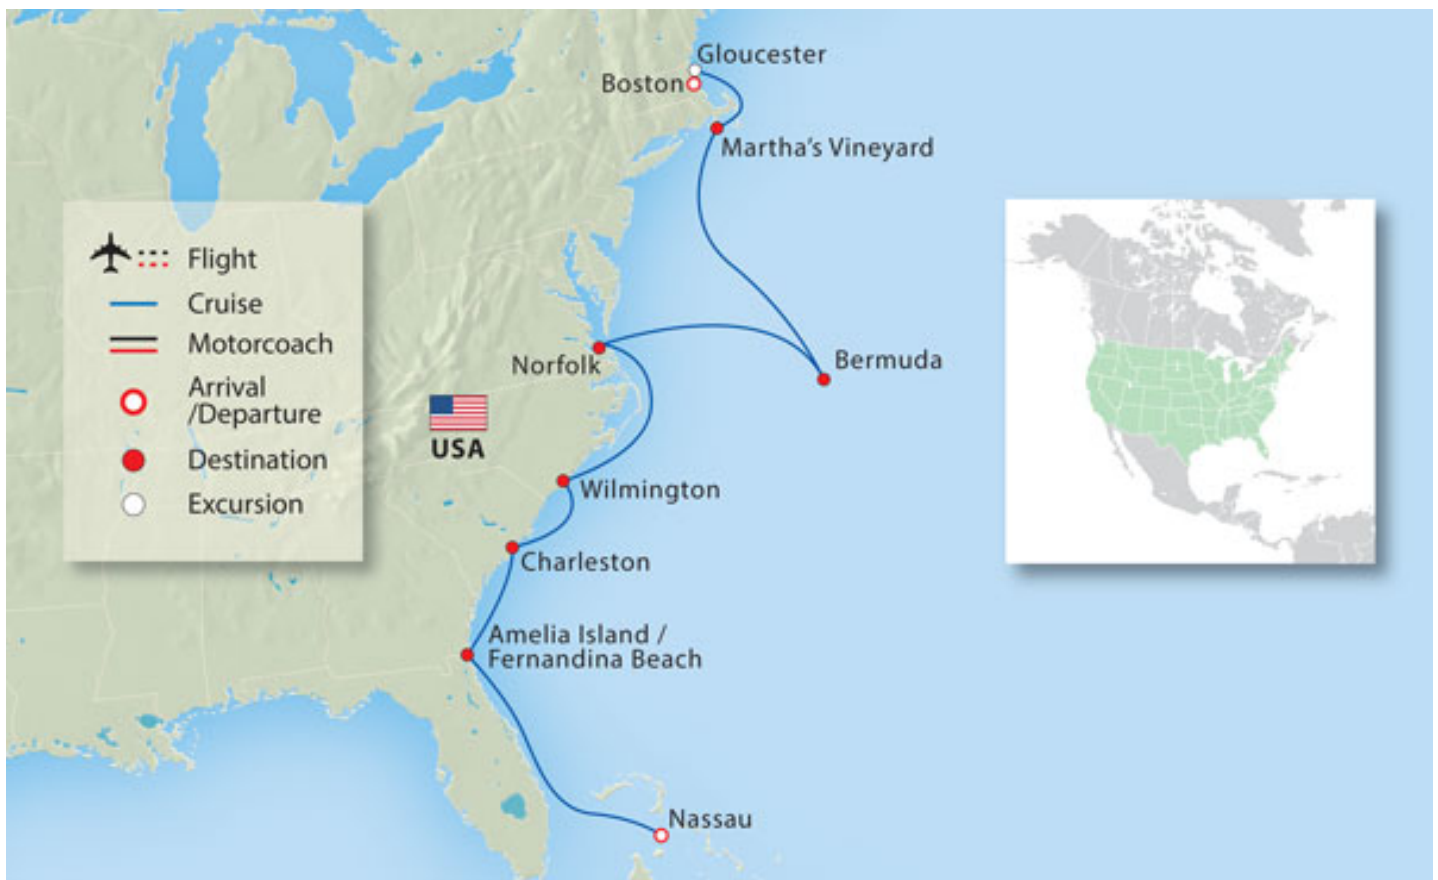 Gloucester
Boston
Martha's Vineyard
Flight
Cruise
Motorcoach
Arrival
/Departure
Destination
Excursion
Norfolk
Bermuda
USA
Wilmington
Charleston
Amelia Island /
Fernandina Beach
Nassau